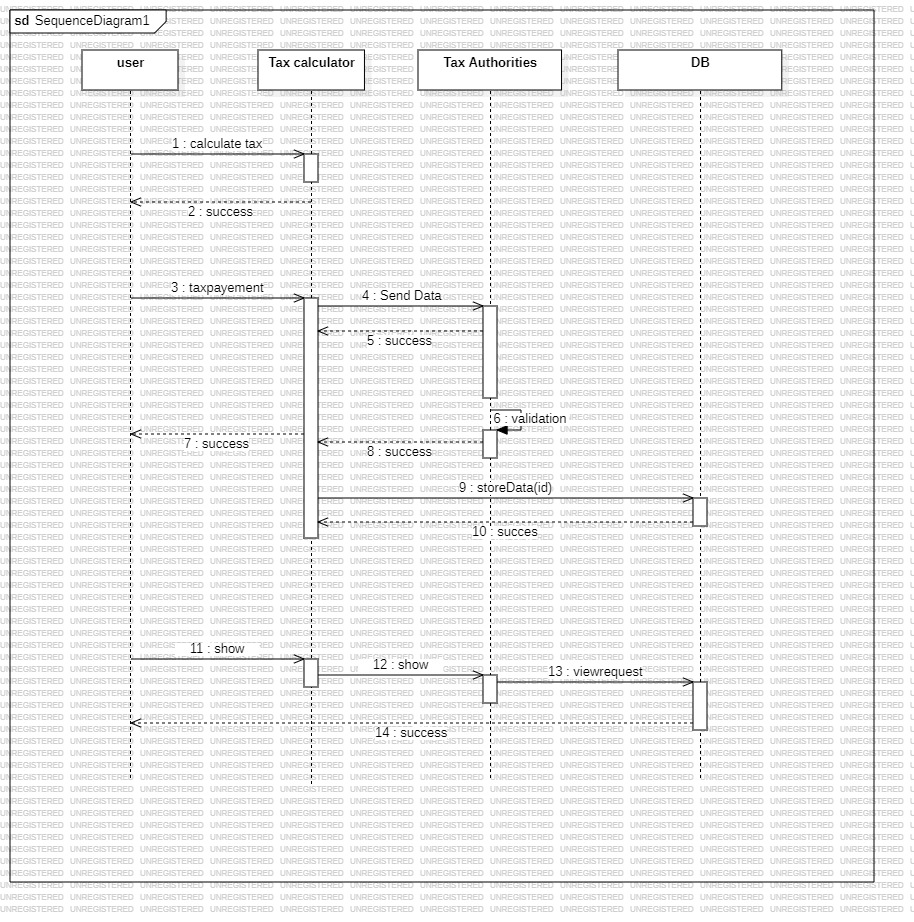 sd SequenceDiagram1
user
Tax calculator
Tax Authorities
DB
1 : calculate tax
2 : success
3 : taxpayement
4 : Send Data
5 : success
6 : validation
7 : success
8 : success
9 : storeData(id)
10 : succes
11 : show
12 : show
13 : viewrequest
14 : success
UNREGISTERED